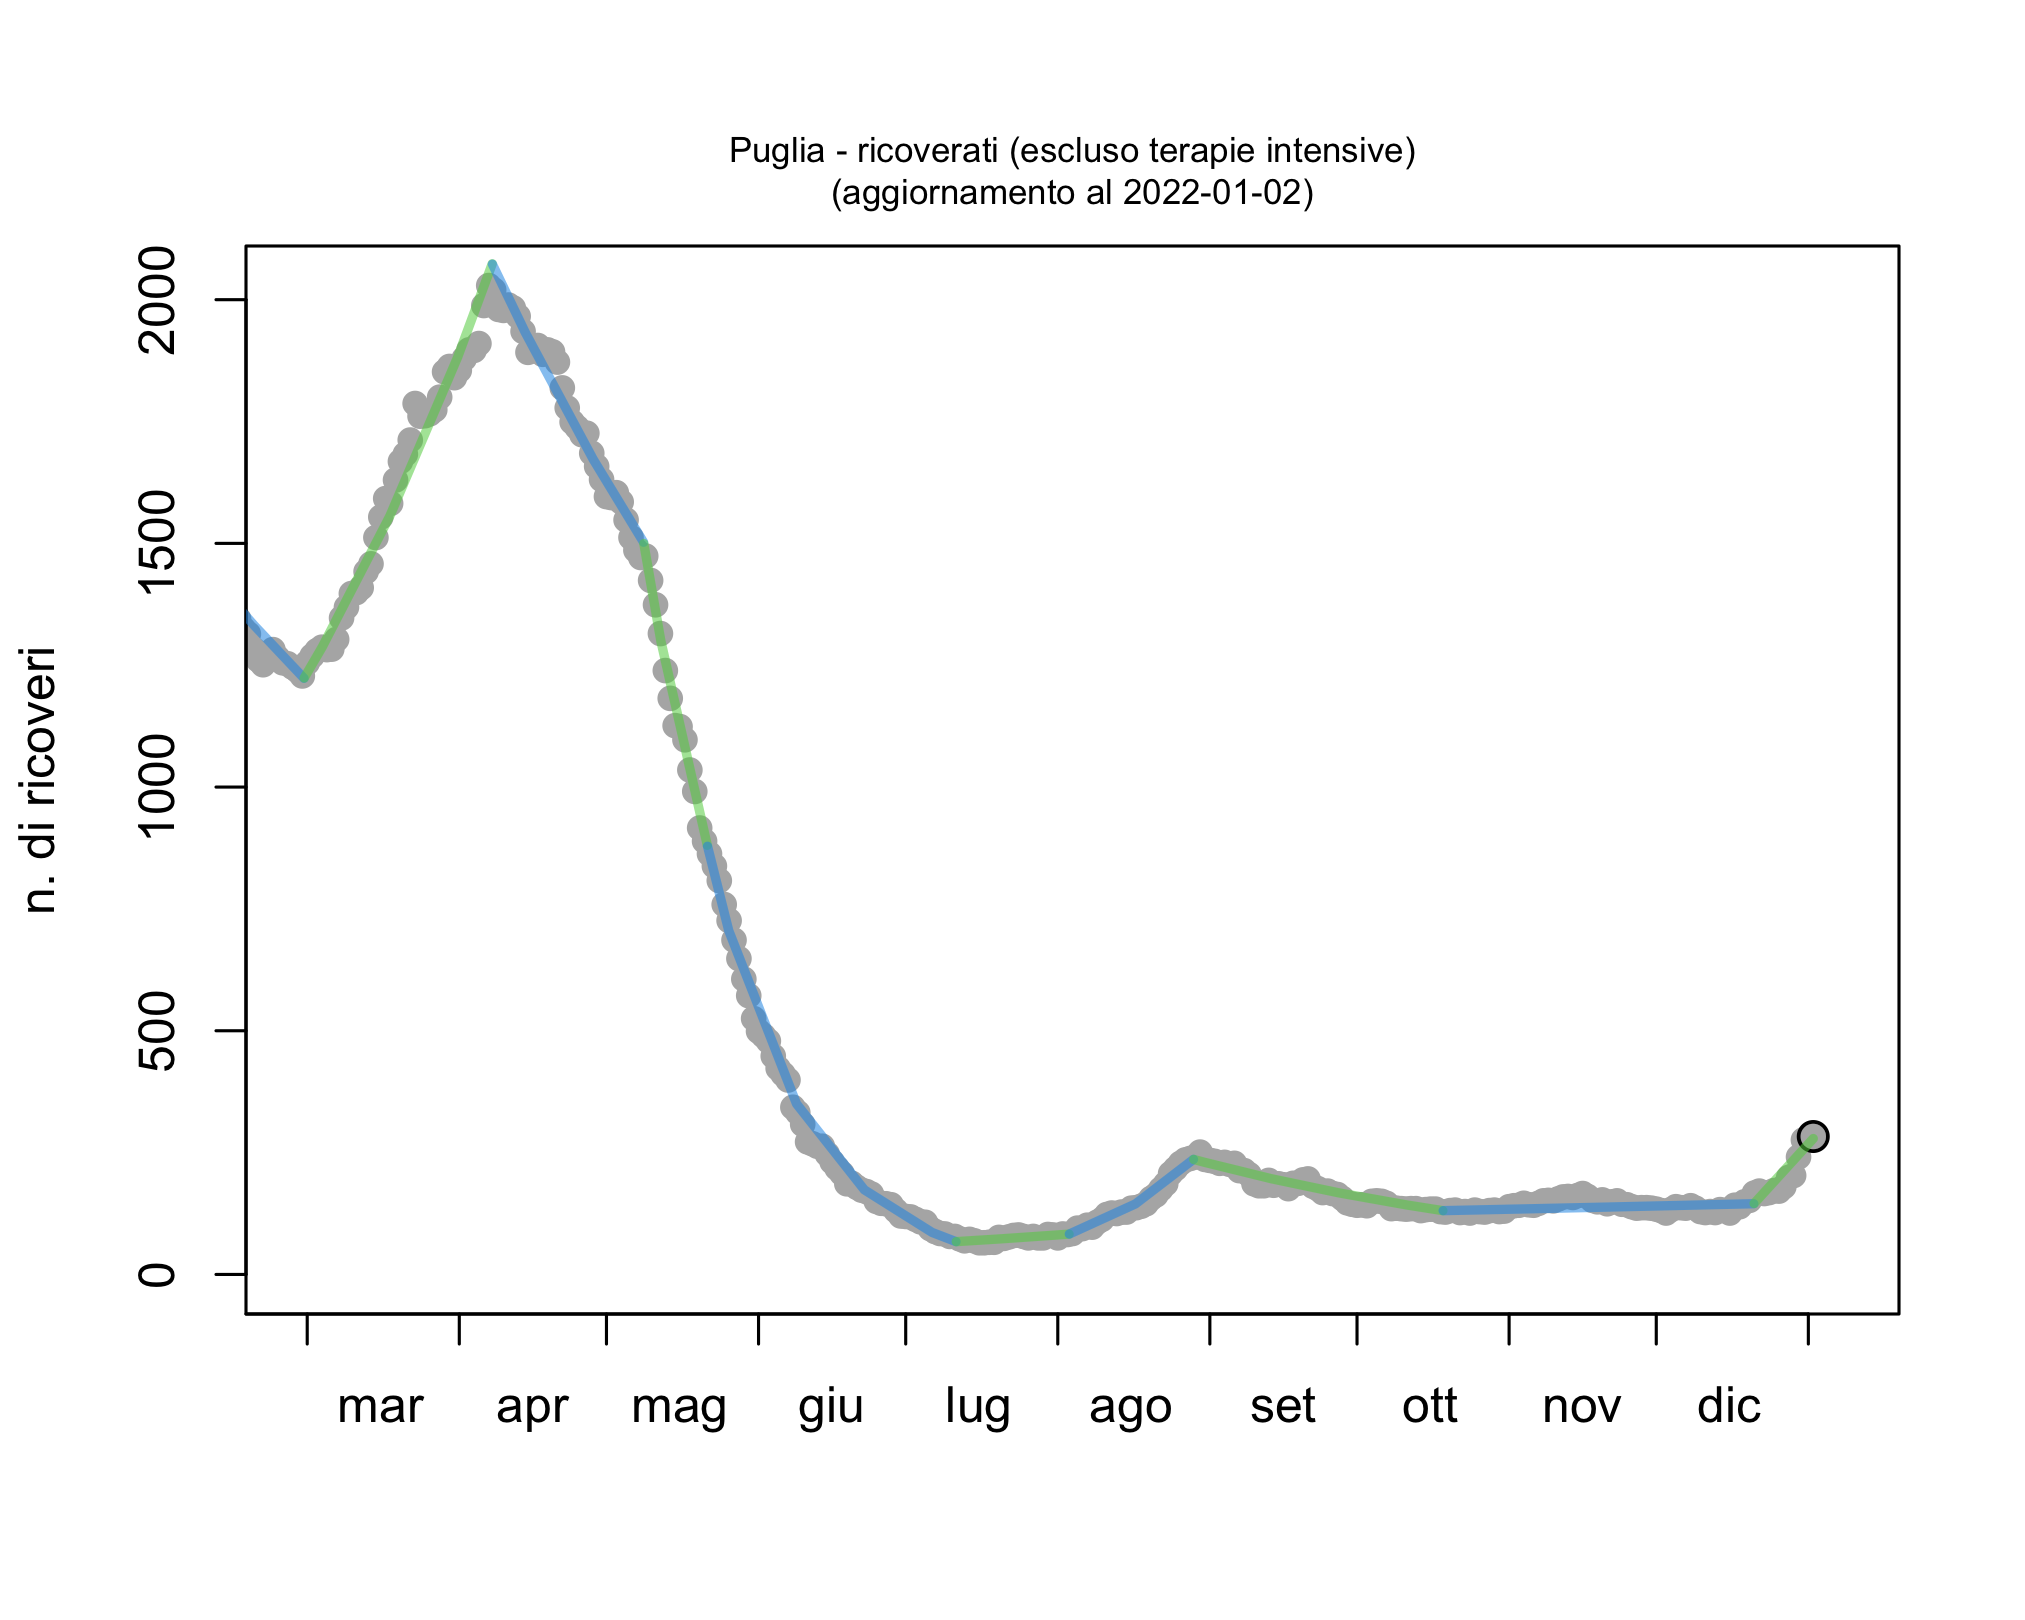 Puglia - ricoverati (escluso terapie intensive)
(aggiornamento al 2022-01-02)
n. di ricoveri
2000
1500
1000
500
0
mar apr mag giu lug ago set ott nov dic